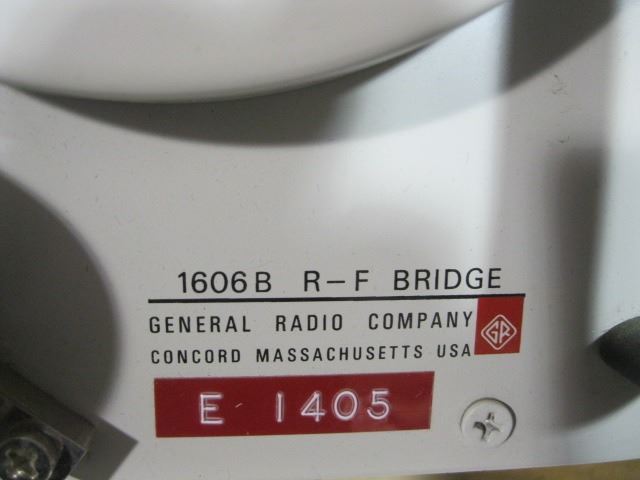 1606B R-F BRIDGE
GENERAL RADIO COMPANY
GR
CONCORD MASSACHUSETTS USA
E 1405